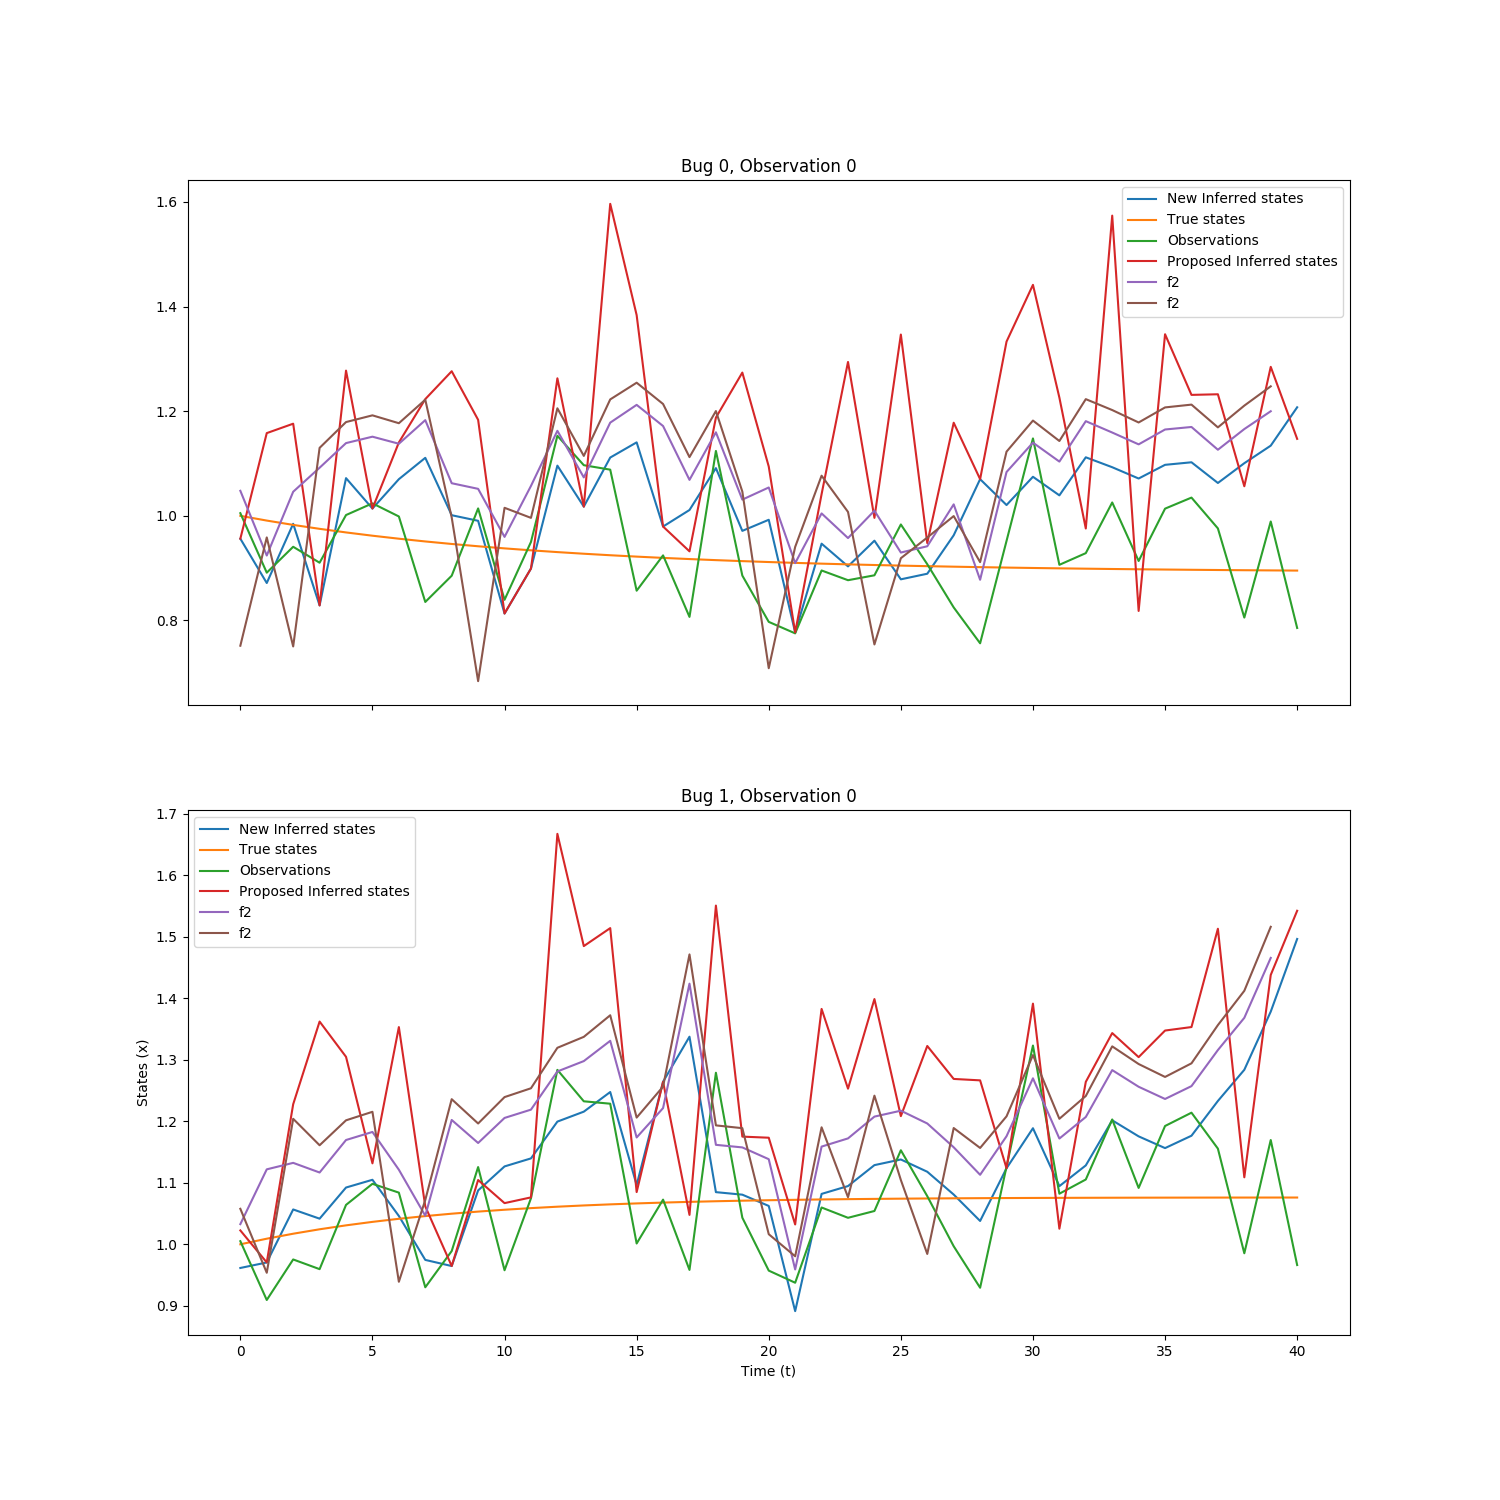 Bug 0, Observation 0
1.6
1.4
1.2
1.0
0.8
New Inferred states
True states
Observations
Proposed Inferred states
f2
f2
Bug 1, Observation 0
1.7
1.6
1.5
1.4
1.3
1.2
1.1
1.0
0.9
States (x)
New Inferred states
True states
Observations
Proposed Inferred states
f2
f2
0 5 10 15 20 25 30 35 40
Time (t)